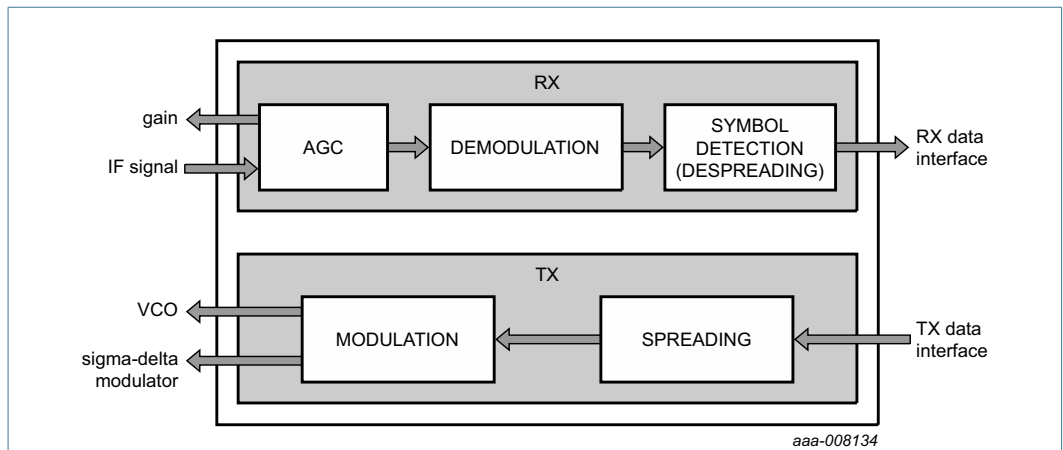 RX
gain
IF signal
AGC
DEMODULATION
SYMBOL
DETECTION
(DESPREADING)
RX data
interface
TX
VCO
sigma-delta
modulator
MODULATION
SPREADING
TX data
interface
aaa-008134